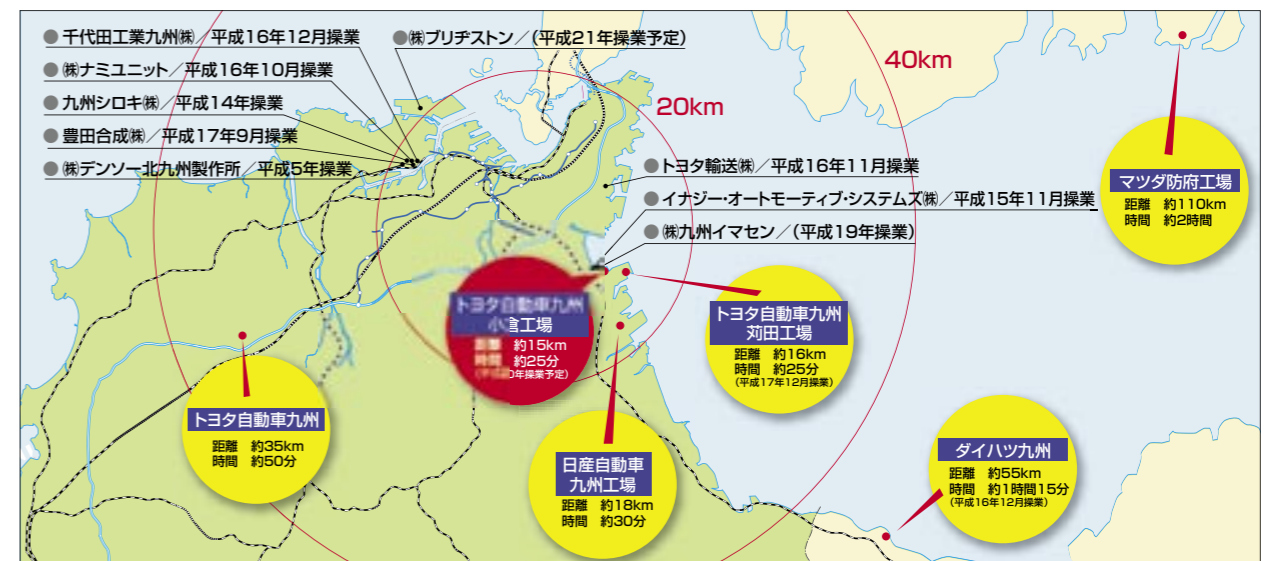 ●千代田工業九州㈱／平成16年12月操業
●㈱ナミユニット／平成16年10月操業
●九州シロキ㈱／平成14年操業
●豊田合成㈱／平成17年9月操業
●㈱デンソー北九州製作所／平成5年操業
●㈱ブリヂストン／(平成21年操業予定)
40km
20km
●トヨタ輸送㈱／平成16年11月操業
●イナジー・オートモーティブ・システムズ㈱／平成15年11月操業
●㈱九州イマセン／(平成19年操業)
マツダ防府工場
距離 約110km
時間 約2時間
トヨタ自動車九州
小倉工場
距離 約15km
時間 約25分
0年操業予定)
トヨタ自動車九州
苅田工場
距離 約16km
時間 約25分
(平成17年12月操業)
トヨタ自動車九州
距離 約35km
時間 約50分
日産自動車
九州工場
距離 約18km
時間 約30分
ダイハツ九州
距離 約55km
時間 約1時間15分
(平成16年12月操業)